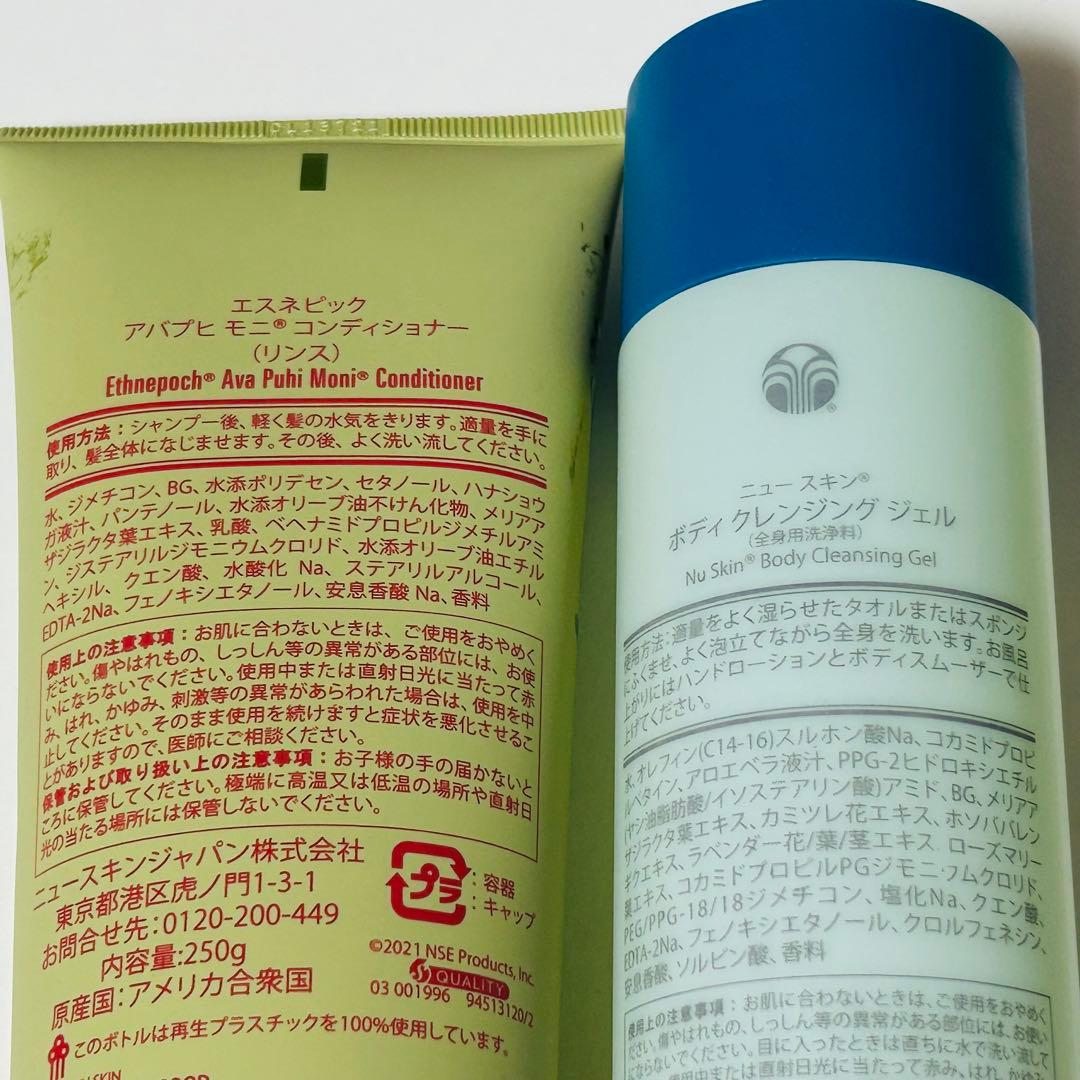 エスネピック
アバプヒ モニ® コンディショナー
（リンス）
Ethnepoch® Ava Puhi Moni® Conditioner
使用方法：シャンプー後、軽く髪の水気をきります。適量を手に
取り、髪全体になじませます。その後、よく洗い流してください。
水、ジメチコン、BG、水添ポリデセン、セタノール、ハナショウ
ガ液汁、パンテノール、水添オリーブ油不けん化物、メリアア
ザジラクタ葉エキス、乳酸、ベヘナミドプロピルジメチルアミ
ン、ジステアリルジモニウムクロリド、水添オリーブ油エチル
ヘキシル、クエン酸、水酸化 Na、ステアリルアルコール、
EDTA-2Na、フェノキシエタノール、安息香酸 Na、香料
使用上の注意事項：お肌に合わないときは、ご使用をおやめく
ださい。傷やはれもの、しっしん等の異常がある部位には、お使
いにならないでください。使用中または直射日光に当たって赤
み、はれ、かゆみ、刺激等の異常があらわれた場合は、使用を中
止してください。そのまま使用を続けますと症状を悪化させるこ
とがありますので、医師にご相談ください。
保管および取り扱い上の注意事項：お子様の手の届かないと
ころに保管してください。極端に高温又は低温の場所や直射日
光の当たる場所には保管しないでください。
ニュースキンジャパン株式会社
東京都港区虎ノ門1-3-1
お問合せ先：0120-200-449
内容量:250g
原産国：アメリカ合衆国
プラ
：容器
：キャップ
©2021 NSE Products, Inc.
QUALITY
03 001996 94513120/2
このボトルは再生プラスチックを100%使用しています。
ニュー スキン®
ボディ クレンジング ジェル
（全身用洗浄料）
Nu Skin® Body Cleansing Gel
使用方法：適量をよく湿らせたタオルまたはスポンジ
にふくませ、よく泡立てながら全身を洗います。お風呂
上がりにはハンドローションとボディスムーザーで仕
上げてください。
水、オレフィン(C14-16)スルホン酸Na、コカミドプロピ
ルベタイン、アロエベラ液汁、PPG-2ヒドロキシエチル
(ヤシ油脂肪酸/イソステアリン酸)アミド、BG、メリアア
ザジラクタ葉エキス、カミツレ花エキス、ホソババレン
ギクエキス、ラベンダー花/葉/茎エキス、ローズマリー
葉エキス、コカミドプロピルPGジモニウムクロリド、
PEG/PPG-18/18ジメチコン、塩化Na、クエン酸、
EDTA-2Na、フェノキシエタノール、クロルフェネシン、
安息香酸、ソルビン酸、香料
使用上の注意事項：お肌に合わないときは、ご使用をおやめく
ださい。傷やはれもの、しっしん等の異常がある部位には、お使い
にならないでください。目に入ったときは直ちに水で洗い流して